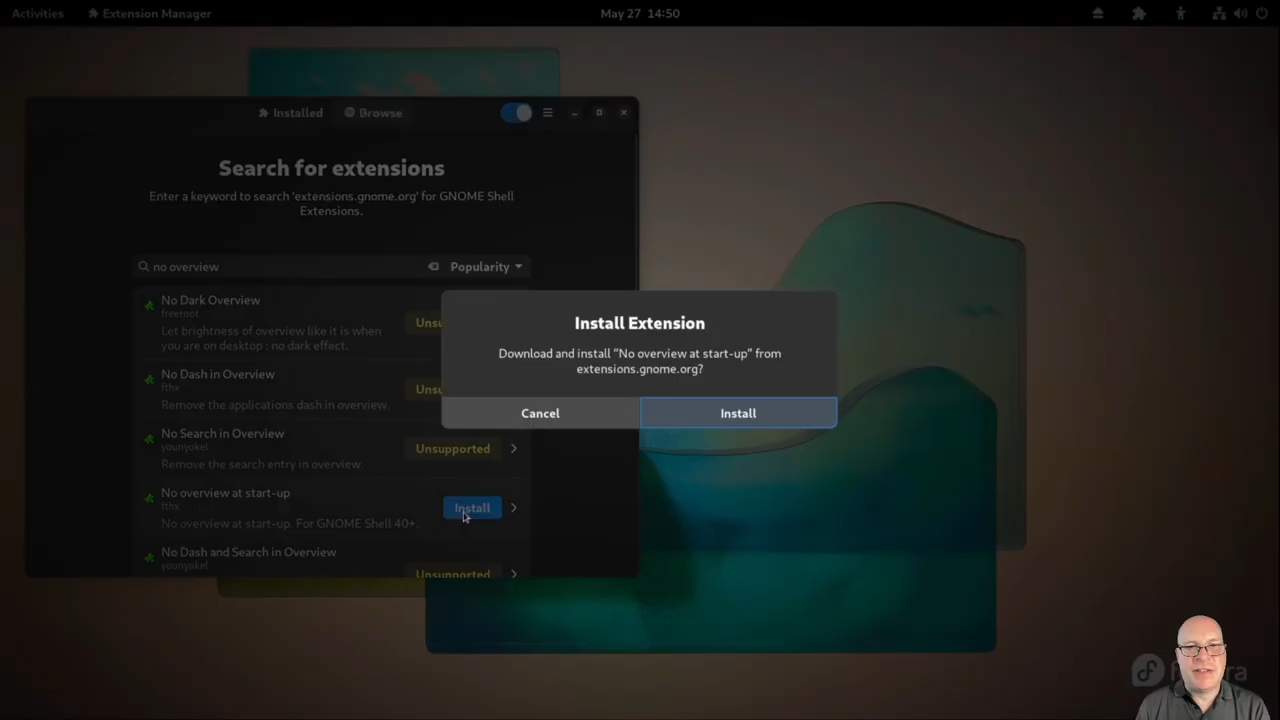 Activities
Extension Manager
May 27 14:50
Installed
Browse
Search for extensions
Enter a keyword to search 'extensions.gnome.org' for GNOME Shell
Extensions.
no overview
Popularity
No Dark Overview
freeroot
Let brightness of overview like it is when
you are on desktop : no dark effect.
No Dash in Overview
fthx
Remove the applications dash in overview.
No Search in Overview
younyokel
Remove the search entry in overview.
Unsupported
No overview at start-up
fthx
No overview at start-up. For GNOME Shell 40+.
Install
No Dash and Search in Overview
younyokel
Unsupported
Install Extension
Download and install "No overview at start-up" from
extensions.gnome.org?
Cancel
Install